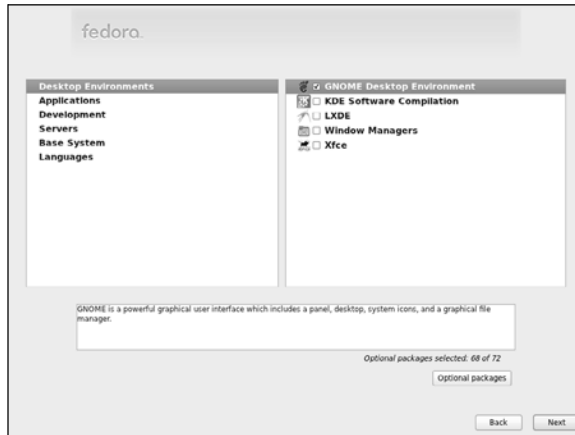 fedora
Desktop Environments
Applications
Development
Servers
Base System
Languages
GNOME Desktop Environment
KDE Software Compilation
LXDE
Window Managers
Xfce
GNOME is a powerful graphical user interface which includes a panel, desktop, system icons, and a graphical file
manager.
Optional packages selected: 68 of 72
Optional packages
Back
Next